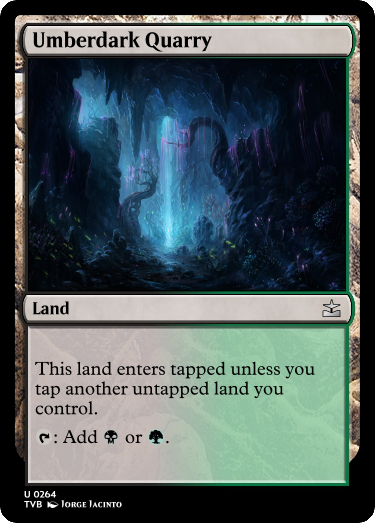 Umberdark Quarry
Land
This land enters tapped unless you
tap another untapped land you
control.
: Add or .
U 0264
TVB Jorge Jacinto